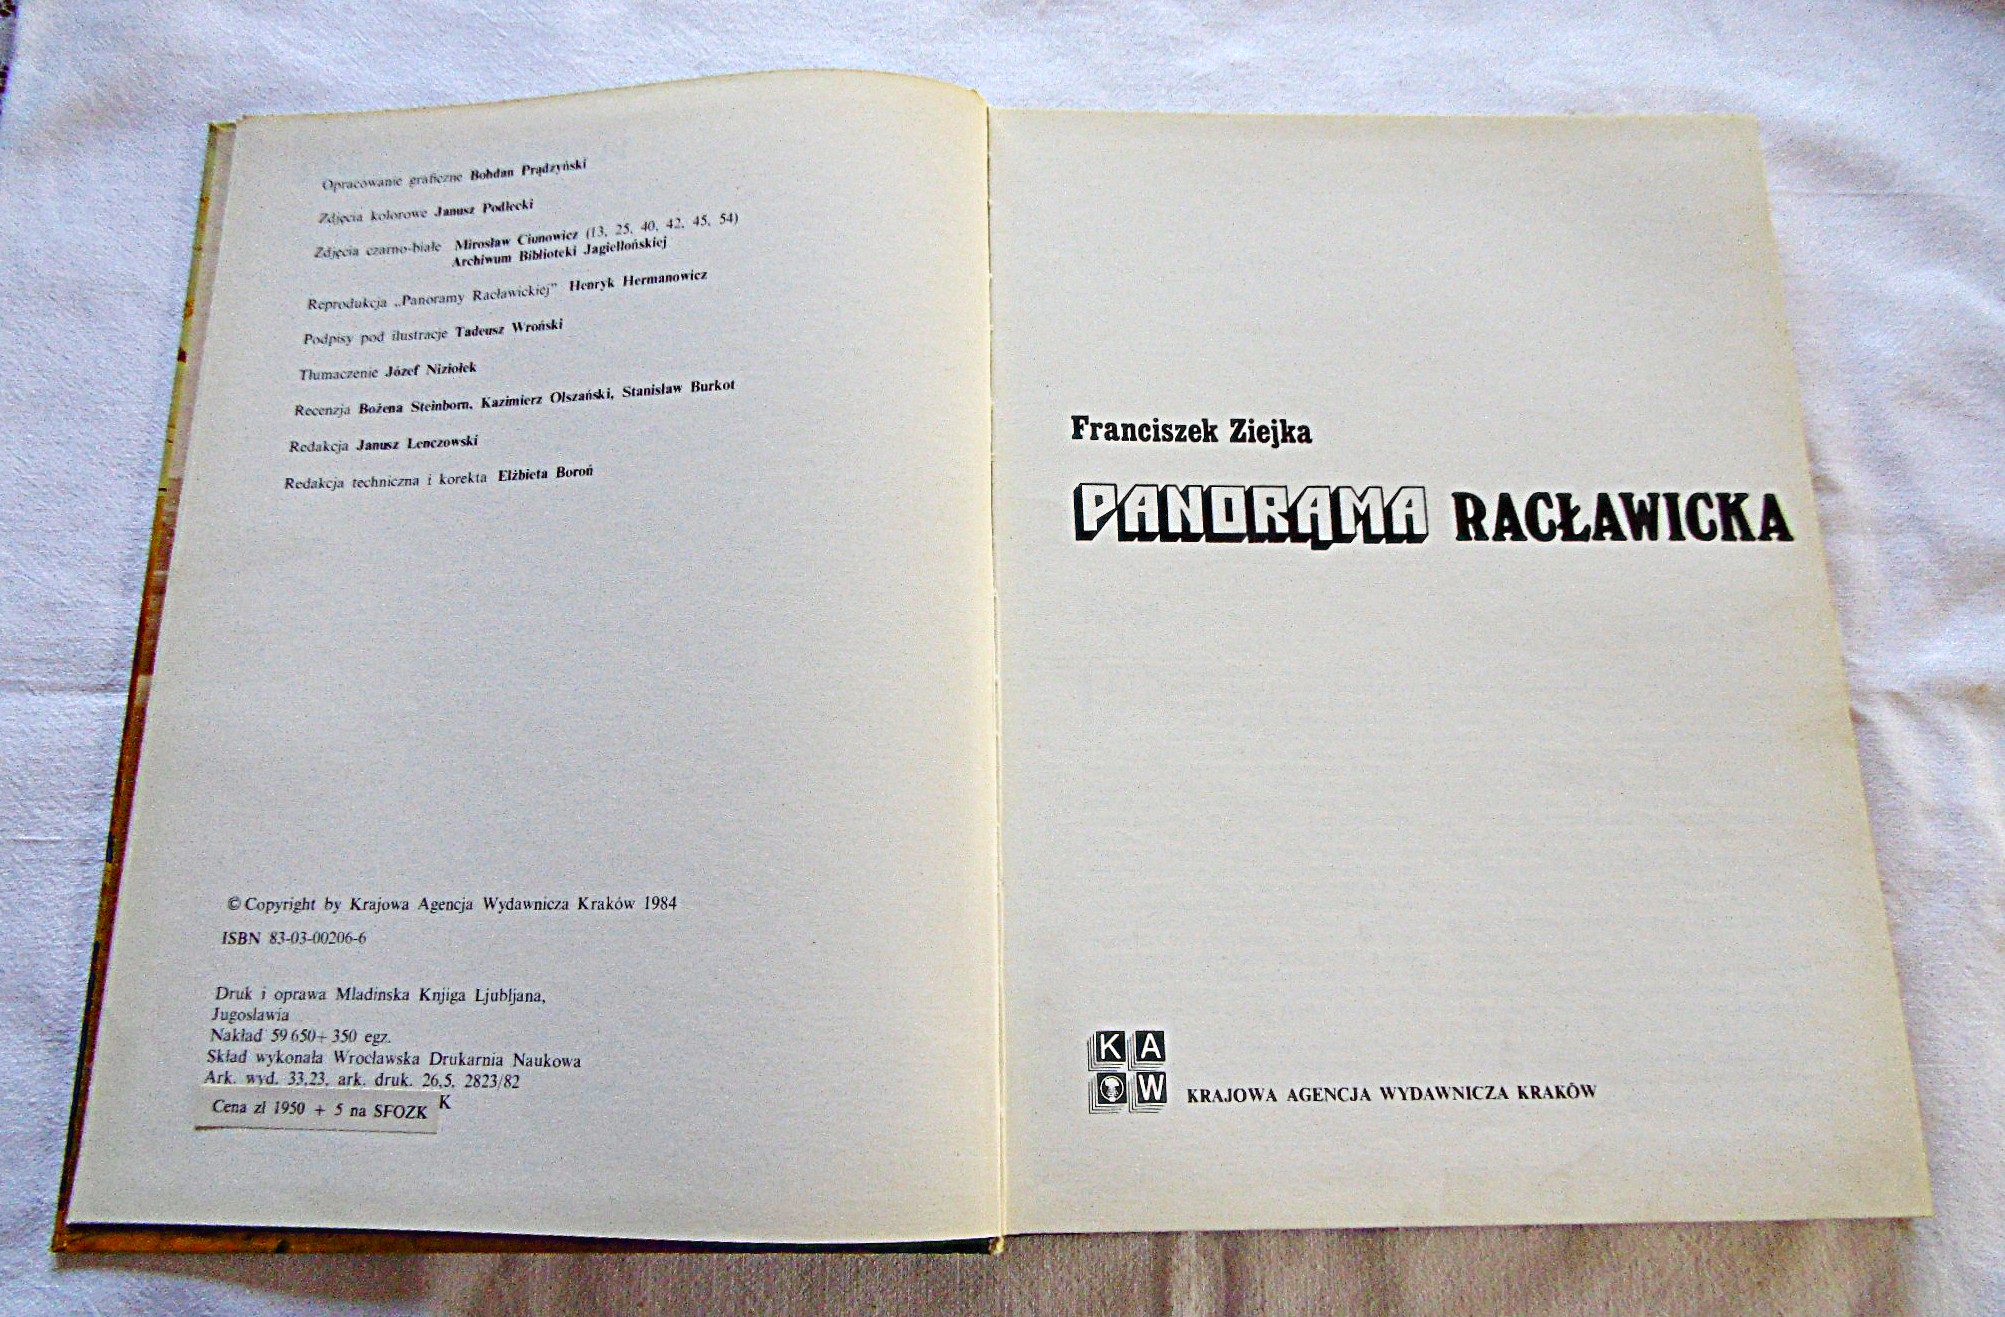 Opracowanie graficzne Bohdan Prądzyński
Zdjęcia kolorowe Janusz Podlecki
Zdjęcia czarno-białe Mirosław Ciunowicz (13, 25, 40, 42, 45, 54)
Archiwum Biblioteki Jagiellońskiej
Reprodukcja „Panoramy Racławickiej” Henryk Hermanowicz
Podpisy pod ilustracje Tadeusz Wroński
Tłumaczenie Józef Niziołek
Recenzja Bożena Steinborn, Kazimierz Olszański, Stanisław Burkot
Redakcja Janusz Lenczowski
Redakcja techniczna i korekta Elżbieta Boroń
© Copyright by Krajowa Agencja Wydawnicza Kraków 1984
ISBN 83-03-00206-6
Druk i oprawa Mladinska Knjiga Ljubljana,
Jugosławia
Nakład 59 650+ 350 egz.
Skład wykonała Wrocławska Drukarnia Naukowa
Ark. wyd. 33,23, ark. druk. 26,5, 2823/82
Cena zł 1950 + 5 na SFOZK K
Franciszek Ziejka
PANORAMA RACŁAWICKA
K A
W
KRAJOWA AGENCJA WYDAWNICZA KRAKÓW